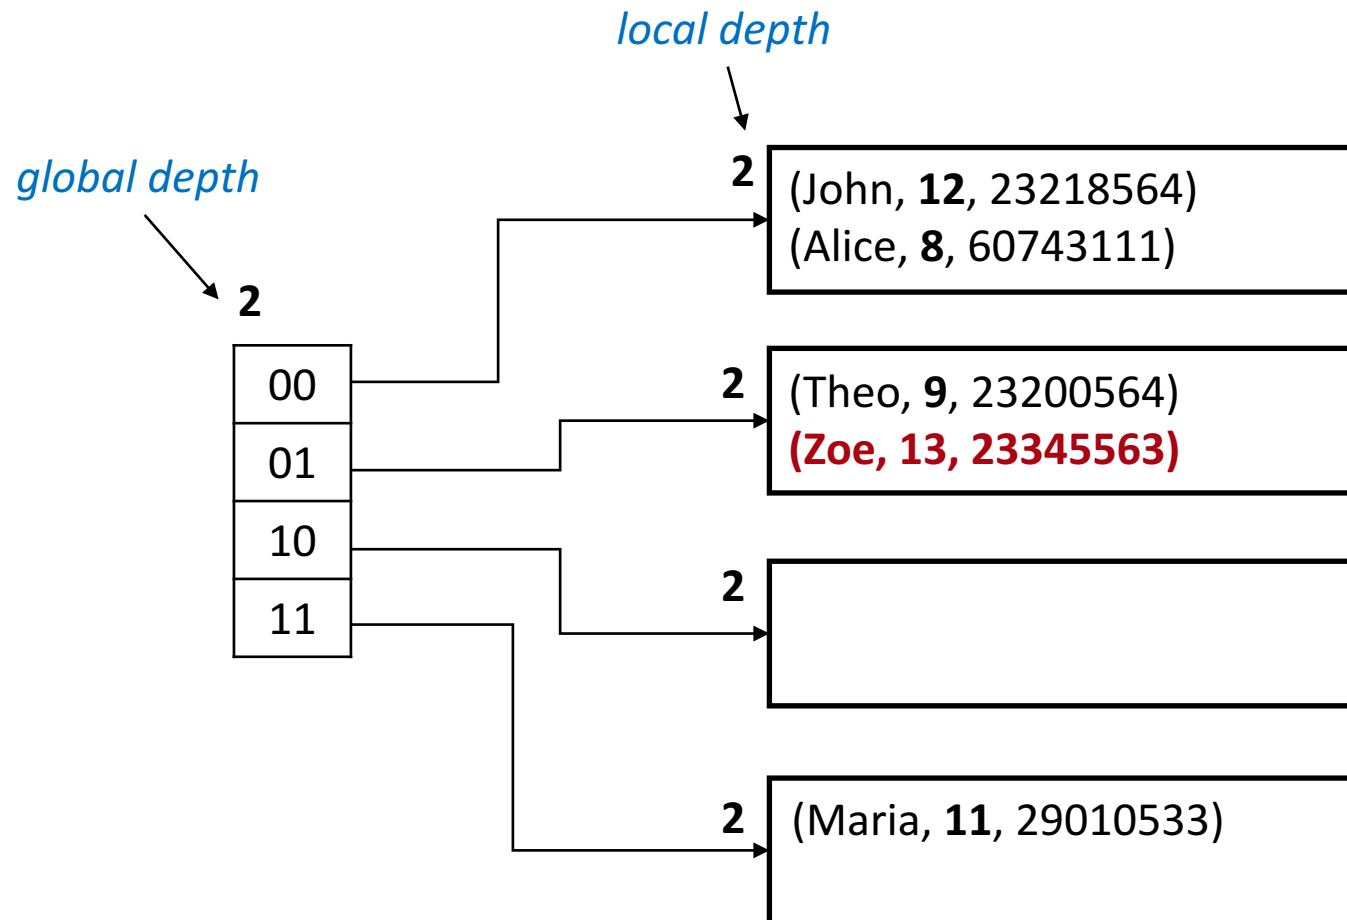 local depth
global depth
2
00
01
10
11
2
(John, 12, 23218564)
(Alice, 8, 60743111)
2
(Theo, 9, 23200564)
(Zoe, 13, 23345563)
2
2
(Maria, 11, 29010533)